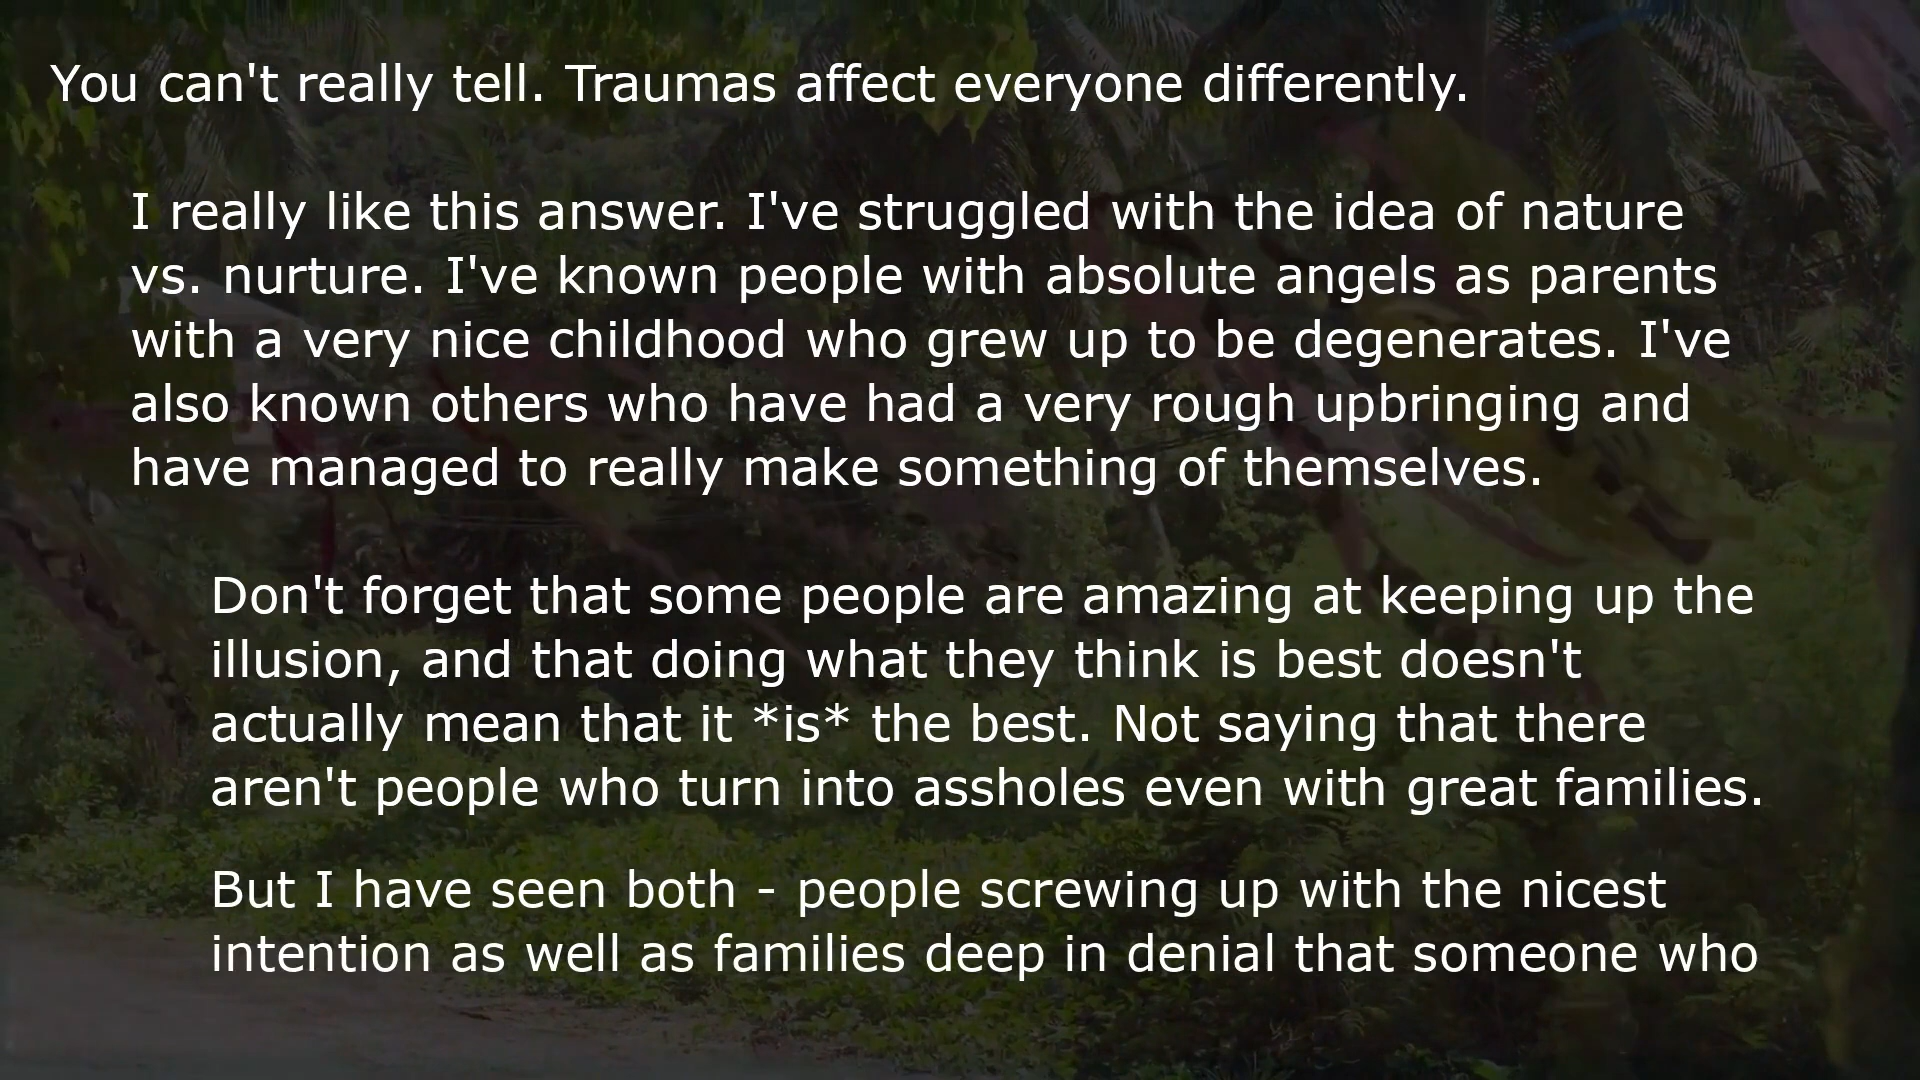 You can't really tell. Traumas affect everyone differently.
I really like this answer. I've struggled with the idea of nature
vs. nurture. I've known people with absolute angels as parents
with a very nice childhood who grew up to be degenerates. I've
also known others who have had a very rough upbringing and
have managed to really make something of themselves.
Don't forget that some people are amazing at keeping up the
illusion, and that doing what they think is best doesn't
actually mean that it *is* the best. Not saying that there
aren't people who turn into assholes even with great families.
But I have seen both - people screwing up with the nicest
intention as well as families deep in denial that someone who